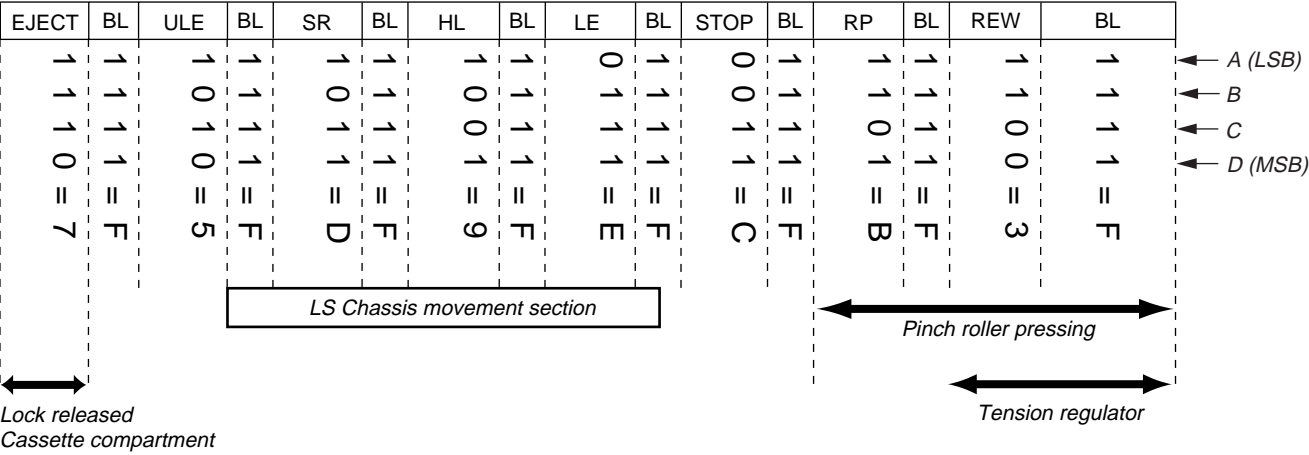 EJECT BL ULE BL SR BL HL BL LE BL STOP BL RP BL REW BL
1 1 1 1 1 1 1 1 0 1 0 1 1 1 1 1 A (LSB)
1 1 0 1 0 1 0 1 1 1 0 1 1 1 1 1 B
1 1 1 1 1 1 0 1 1 1 1 1 0 1 0 1 C
0 1 0 1 1 1 1 1 1 1 1 1 1 1 0 1 D (MSB)
= = = = = = = = = = = = = = = =
7 F 5 F D F 9 F E F C F B F 3 F
LS Chassis movement section
Pinch roller pressing
Lock released
Cassette compartment
Tension regulator